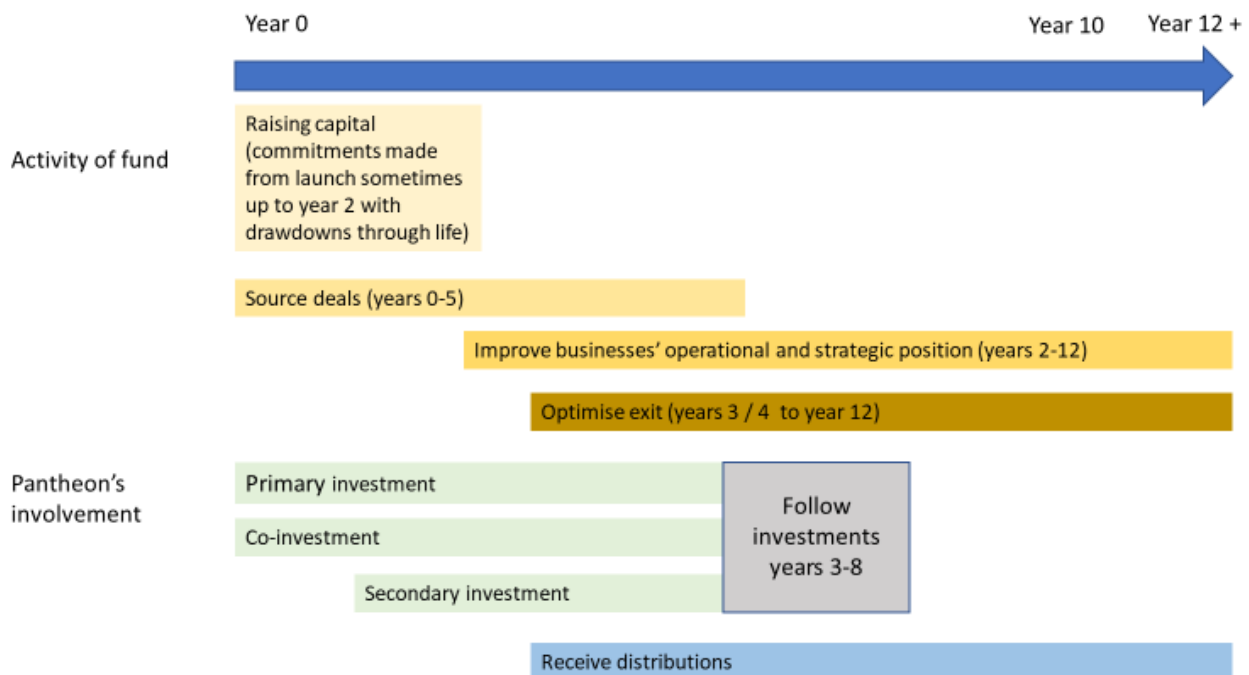 Year 0
Year 10
Year 12 +
Activity of fund
Raising capital
(commitments made
from launch sometimes
up to year 2 with
drawdowns through life)
Source deals (years 0-5)
Improve businesses’ operational and strategic position (years 2-12)
Optimise exit (years 3 / 4  to year 12)
Pantheon’s
involvement
Primary investment
Co-investment
Secondary investment
Follow
investments
years 3-8
Receive distributions